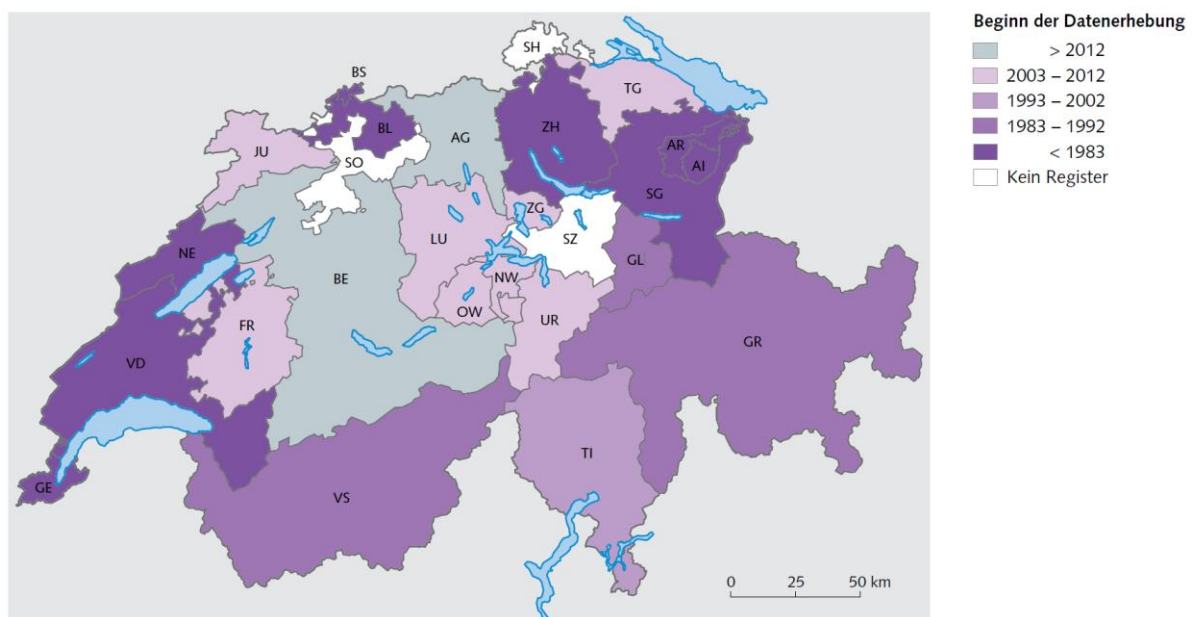 Beginn der Datenerhebung
> 2012
2003 – 2012
1993 – 2002
1983 – 1992
< 1983
Kein Register
SH
BS
TG
BL
ZH
AG
JU
SO
AR
AI
SG
ZG
NE
LU
SZ
GL
BE
NW
OW
UR
FR
GR
VD
TI
GE
VS
0 25 50 km